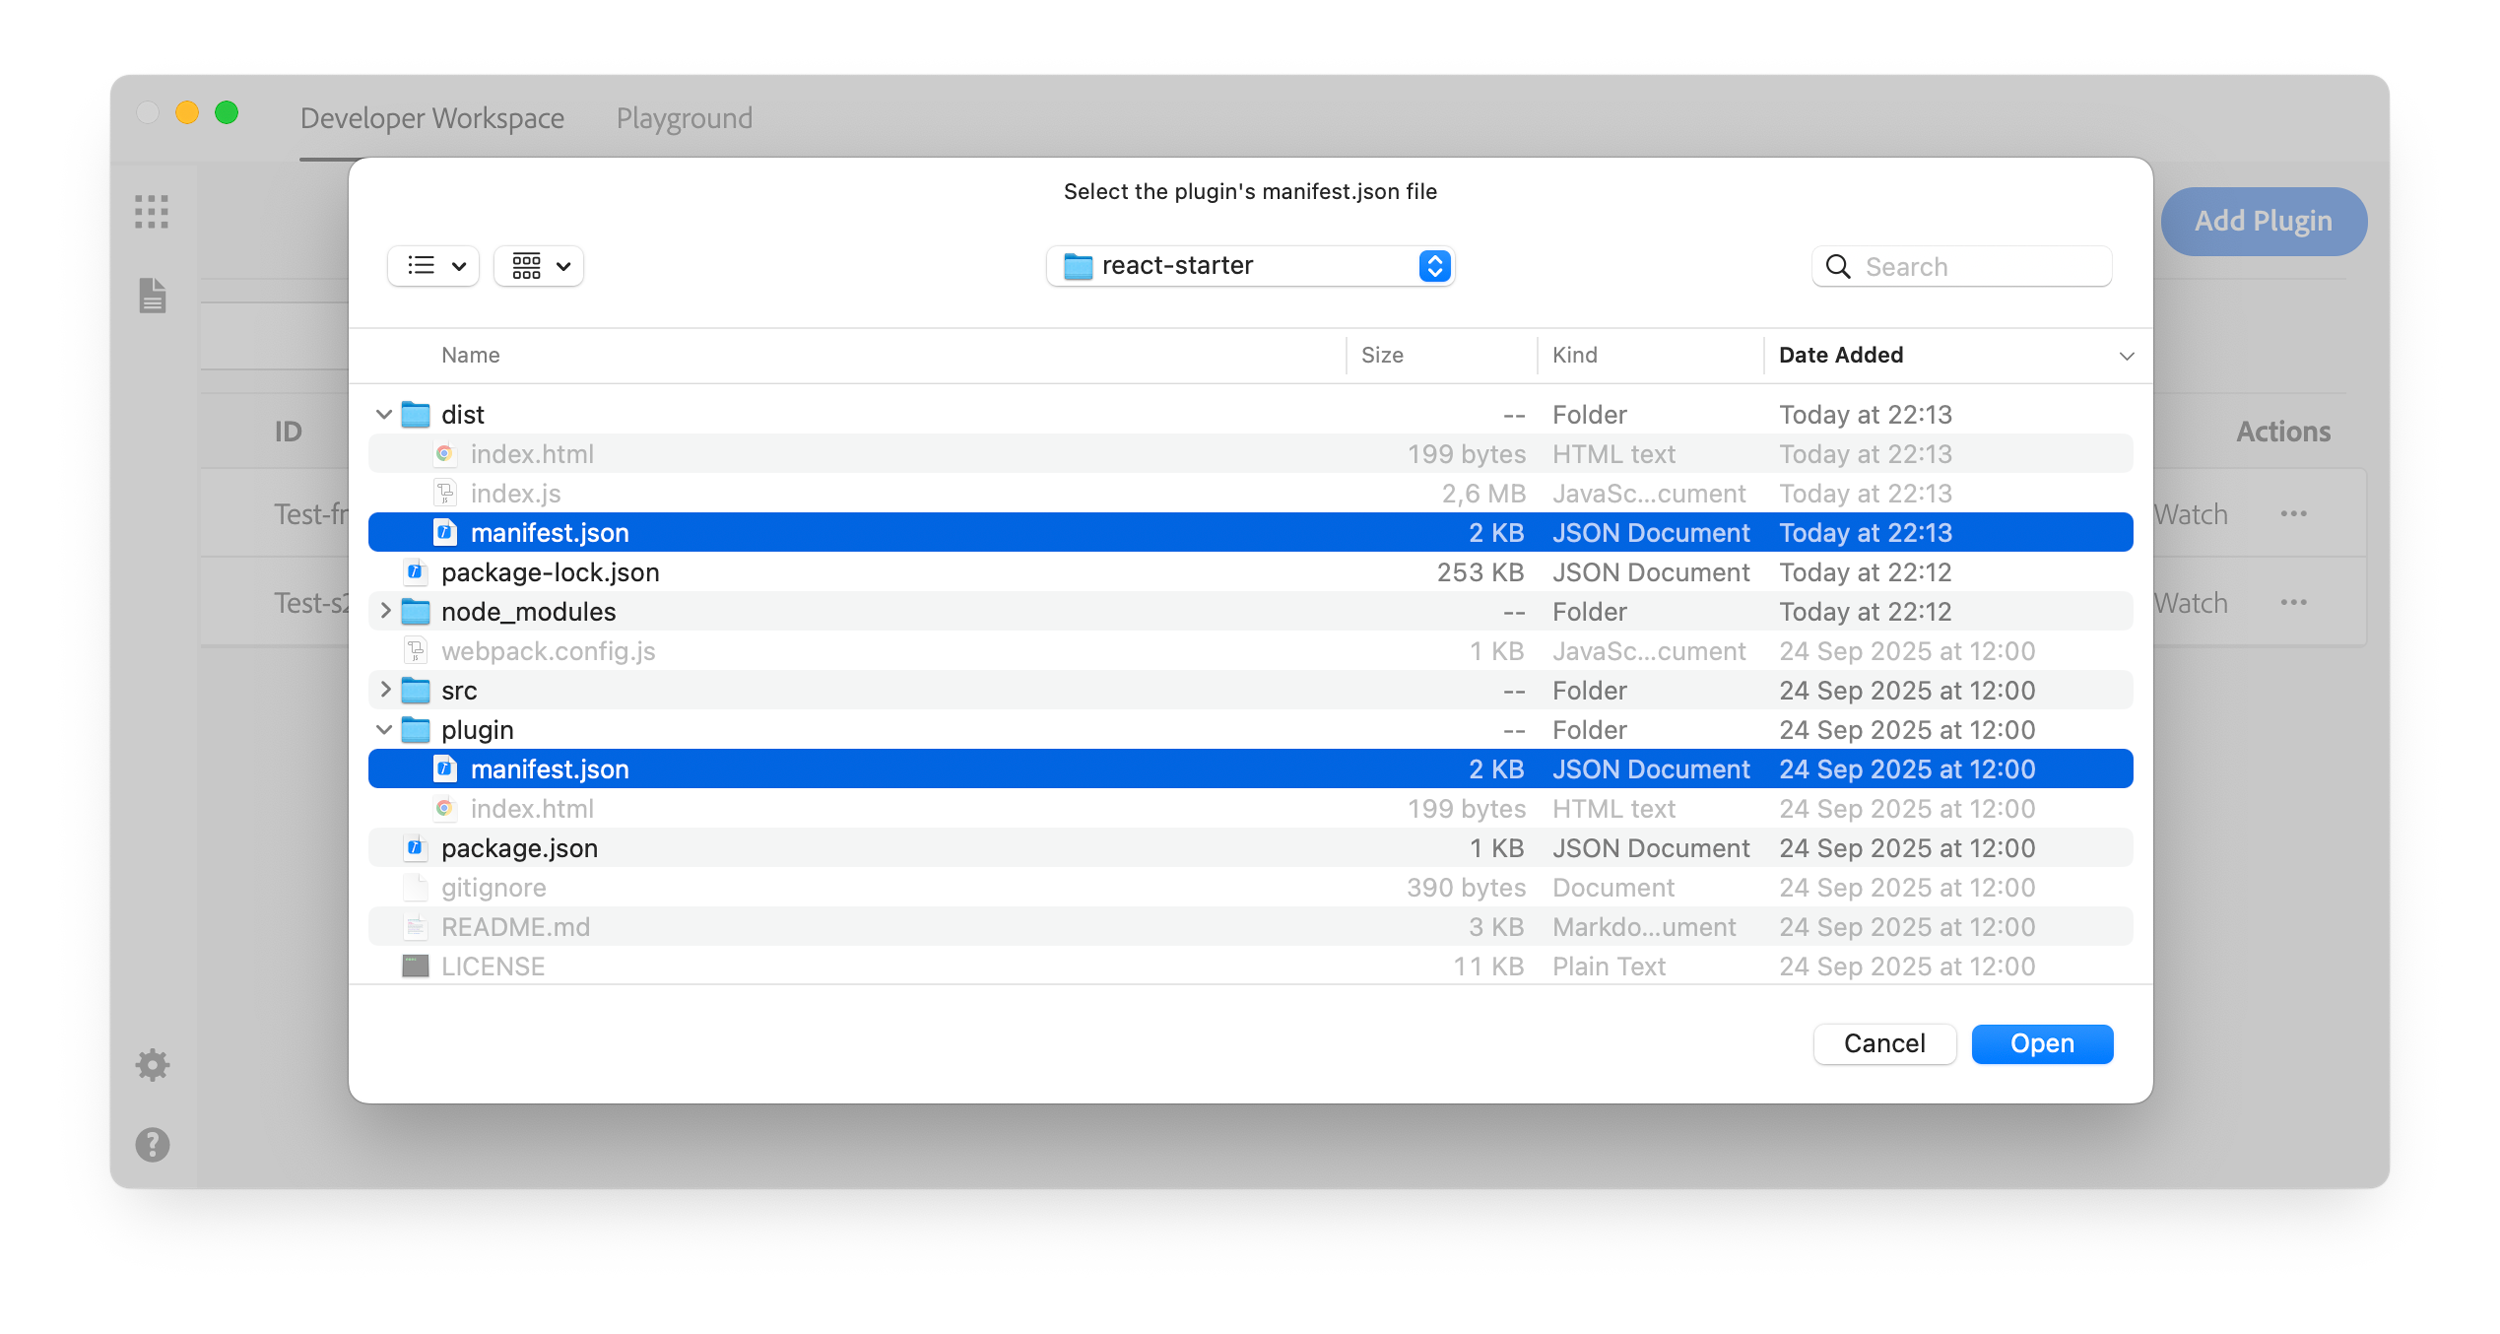 Developer Workspace Playground
Select the plugin's manifest.json file
Add Plugin
react-starter
Search
Name Size Kind Date Added
dist -- Folder Today at 22:13
index.html 199 bytes HTML text Today at 22:13
index.js 2,6 MB JavaSc...cument Today at 22:13
manifest.json 2 KB JSON Document Today at 22:13
package-lock.json 253 KB JSON Document Today at 22:12
node_modules -- Folder Today at 22:12
webpack.config.js 1 KB JavaSc...cument 24 Sep 2025 at 12:00
src -- Folder 24 Sep 2025 at 12:00
plugin -- Folder 24 Sep 2025 at 12:00
manifest.json 2 KB JSON Document 24 Sep 2025 at 12:00
index.html 199 bytes HTML text 24 Sep 2025 at 12:00
package.json 1 KB JSON Document 24 Sep 2025 at 12:00
gitignore 390 bytes Document 24 Sep 2025 at 12:00
README.md 3 KB Markdo...ument 24 Sep 2025 at 12:00
LICENSE 11 KB Plain Text 24 Sep 2025 at 12:00
Cancel Open
ID Actions
Test-fr Watch
Test-s2 Watch